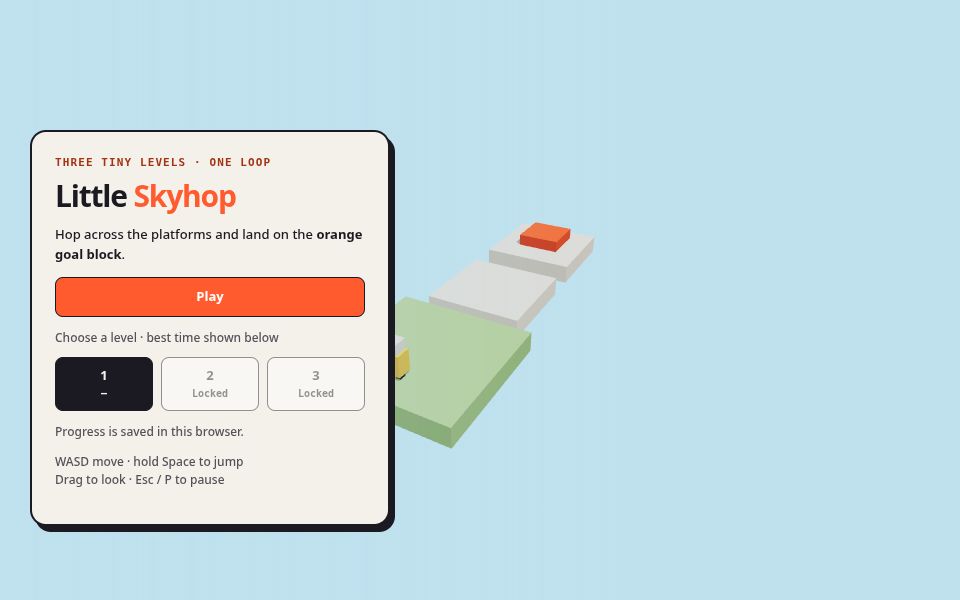 THREE TINY LEVELS · ONE LOOP
Little Skyhop
Hop across the platforms and land on the orange
goal block.
Play
Choose a level · best time shown below
1
–
2
Locked
3
Locked
Progress is saved in this browser.
WASD move · hold Space to jump
Drag to look · Esc / P to pause